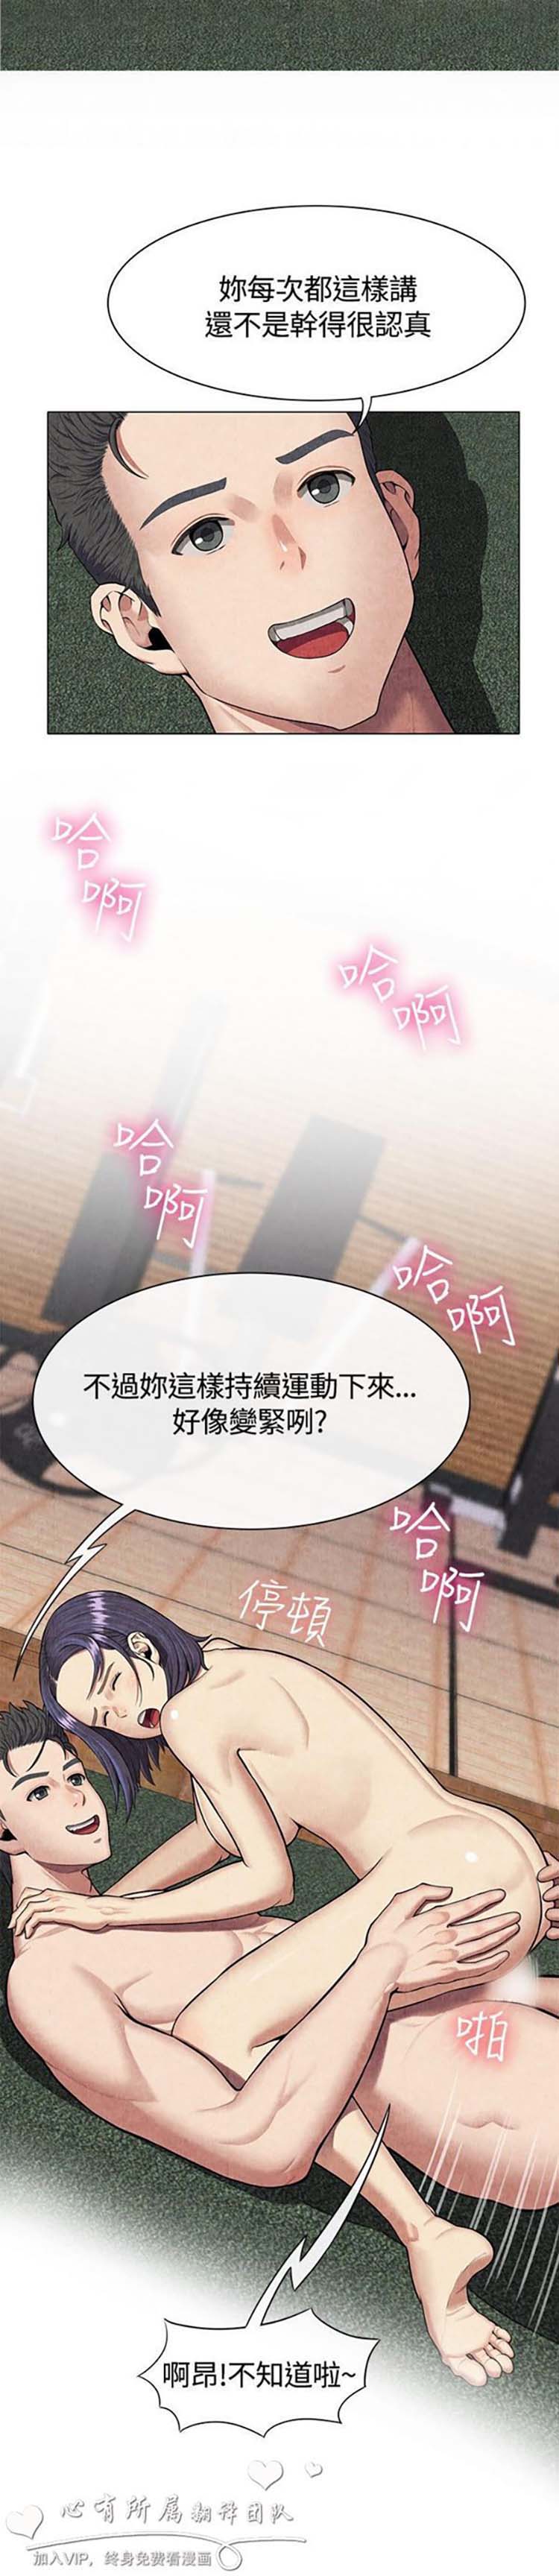 妳每次都這樣講
還不是幹得很認真
哈
啊
哈
啊
哈
啊
哈
啊
不過妳這樣持續運動下來...
好像變緊咧?
哈
啊
停頓
啪
啊昂!不知道啦~
心有所属翻译团队
加入VIP，终身免费看漫画